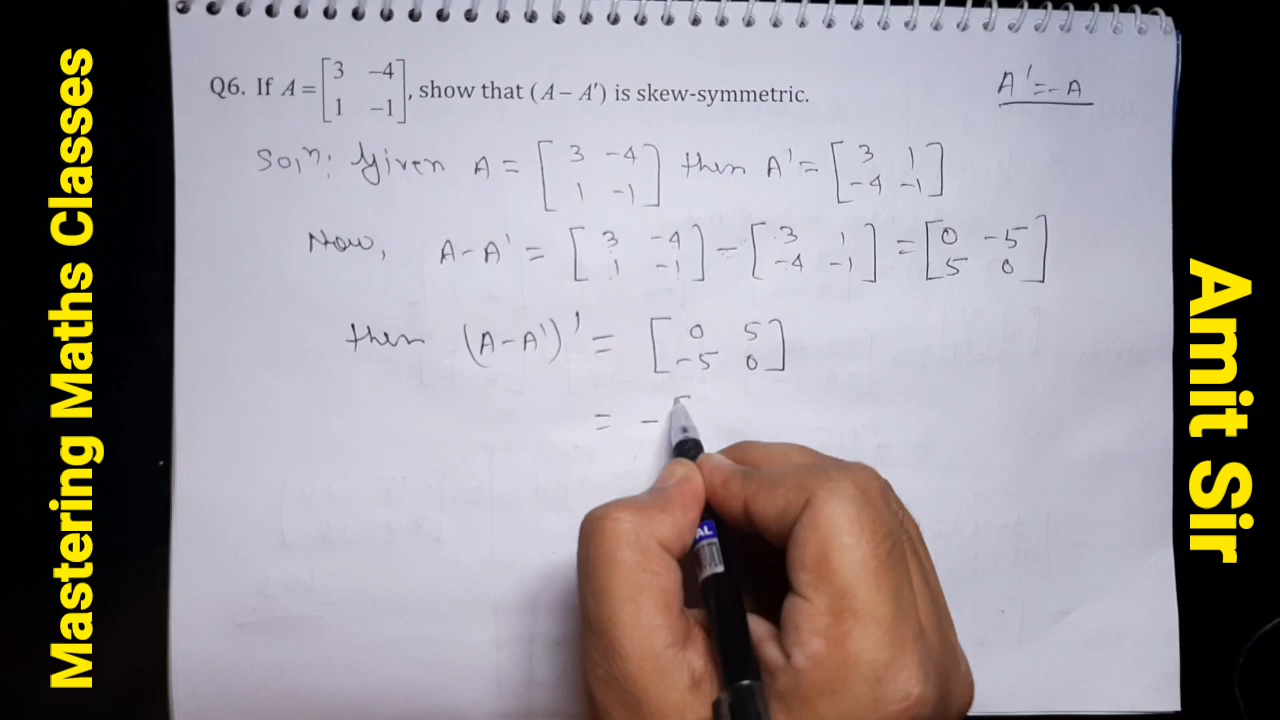 Mastering Maths Classes
Q6. If A = [3 −4; 1 −1], show that (A − A′) is skew-symmetric.
A' = -A
Soln: Given A = [3 -4; 1 -1] then A' = [3 1; -4 -1]
Now, A-A' = [3 -4; 1 -1] - [3 1; -4 -1] = [0 -5; 5 0]
then (A-A')' = [0 5; -5 0]
= -
Amit Sir